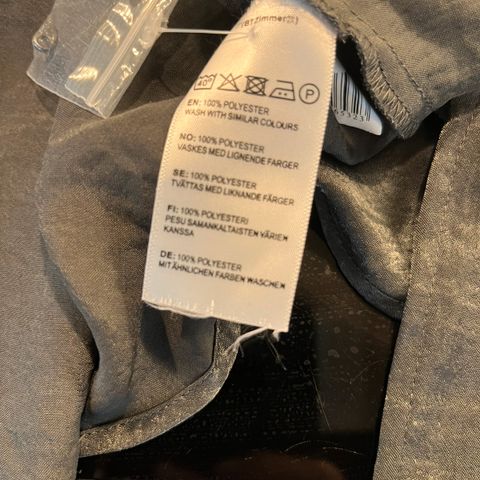 40°
P
EN: 100% POLYESTER
WASH WITH SIMILAR COLOURS
NO: 100% POLYESTER
VASKES MED LIGNENDE FARGER
SE: 100% POLYESTER
TVÄTTAS MED LIKNANDE FÄRGER
FI: 100% POLYESTERI
PESU SAMANKALTAISTEN VÄRIEN
KANSSA
DE: 100% POLYESTER
MIT ÄHNLICHEN FARBEN WASCHEN